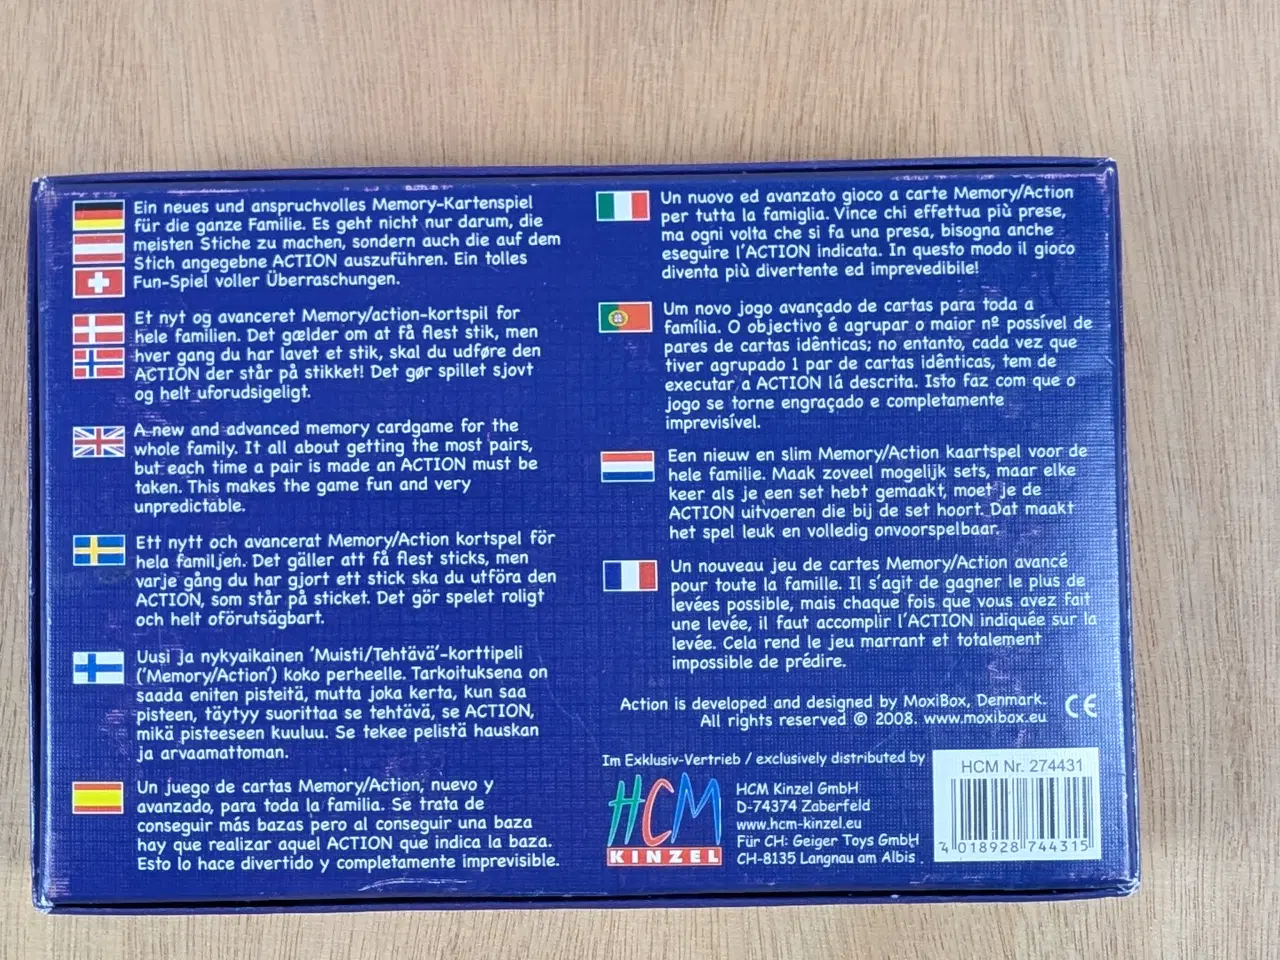 Ein neues und anspruchvolles Memory-Kartenspiel
für die ganze Familie. Es geht nicht nur darum, die
meisten Stiche zu machen, sondern auch die auf dem
Stich angegebne ACTION auszuführen. Ein tolles
Fun-Spiel voller Überraschungen.
Et nyt og avanceret Memory/action-kortspil for
hele familien. Det gælder om at få flest stik, men
hver gang du har lavet et stik, skal du udføre den
ACTION der står på stikket! Det gør spillet sjovt
og helt uforudsigeligt.
A new and advanced memory cardgame for the
whole family. It all about getting the most pairs,
but each time a pair is made an ACTION must be
taken. This makes the game fun and very
unpredictable.
Ett nytt och avancerat Memory/Action kortspel för
hela familjen. Det gäller att få flest sticks, men
varje gång du har gjort ett stick ska du utföra den
ACTION, som står på sticket. Det gör spelet roligt
och helt oförutsägbart.
Uusi ja nykyaikainen 'Muisti/Tehtävä'-korttipeli
('Memory/Action') koko perheelle. Tarkoituksena on
saada eniten pisteitä, mutta joka kerta, kun saa
pisteen, täytyy suorittaa se tehtävä, se ACTION,
mikä pisteeseen kuuluu. Se tekee pelistä hauskan
ja arvaamattoman.
Un juego de cartas Memory/Action, nuevo y
avanzado, para toda la familia. Se trata de
conseguir más bazas pero al conseguir una baza
hay que realizar aquel ACTION que indica la baza.
Esto lo hace divertido y completamente imprevisible.
Un nuovo ed avanzato gioco a carte Memory/Action
per tutta la famiglia. Vince chi effettua più prese,
ma ogni volta che si fa una presa, bisogna anche
eseguire l'ACTION indicata. In questo modo il gioco
diventa più divertente ed imprevedibile!
Um novo jogo avançado de cartas para toda a
família. O objectivo é agrupar o maior nº possível de
pares de cartas idênticas; no entanto, cada vez que
tiver agrupado 1 par de cartas idênticas, tem de
executar a ACTION lá descrita. Isto faz com que o
jogo se torne engraçado e completamente
imprevisível.
Een nieuw en slim Memory/Action kaartspel voor de
hele familie. Maak zoveel mogelijk sets, maar elke
keer als je een set hebt gemaakt, moet je de
ACTION uitvoeren die bij de set hoort. Dat maakt
het spel leuk en volledig onvoorspelbaar.
Un nouveau jeu de cartes Memory/Action avancé
pour toute la famille. Il s'agit de gagner le plus de
levées possible, mais chaque fois que vous avez fait
une levée, il faut accomplir l'ACTION indiquée sur la
levée. Cela rend le jeu marrant et totalement
impossible de prédire.
Action is developed and designed by MoxiBox, Denmark.
All rights reserved © 2008. www.moxibox.eu
CE
Im Exklusiv-Vertrieb / exclusively distributed by
HCM
KINZEL
HCM Kinzel GmbH
D-74374 Zaberfeld
www.hcm-kinzel.eu
Für CH: Geiger Toys GmbH
CH-8135 Langnau am Albis .
HCM Nr. 274431
4 018928 744315